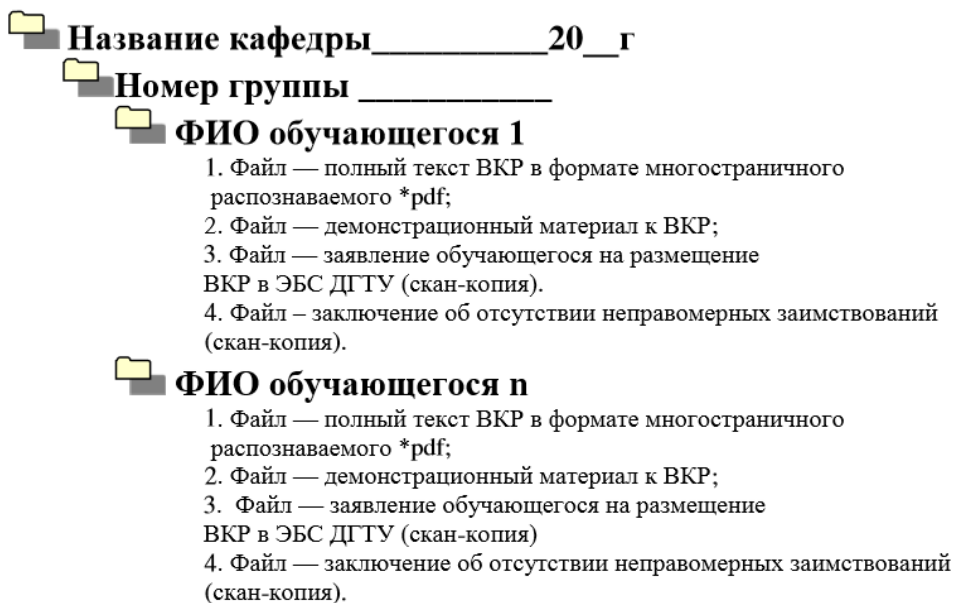 Название кафедры__________20__г
Номер группы ___________
ФИО обучающегося 1
1. Файл — полный текст ВКР в формате многостраничного
распознаваемого *pdf;
2. Файл — демонстрационный материал к ВКР;
3. Файл — заявление обучающегося на размещение
ВКР в ЭБС ДГТУ (скан-копия).
4. Файл – заключение об отсутствии неправомерных заимствований
(скан-копия).
ФИО обучающегося n
1. Файл — полный текст ВКР в формате многостраничного
распознаваемого *pdf;
2. Файл — демонстрационный материал к ВКР;
3. Файл — заявление обучающегося на размещение
ВКР в ЭБС ДГТУ (скан-копия)
4. Файл — заключение об отсутствии неправомерных заимствований
(скан-копия).